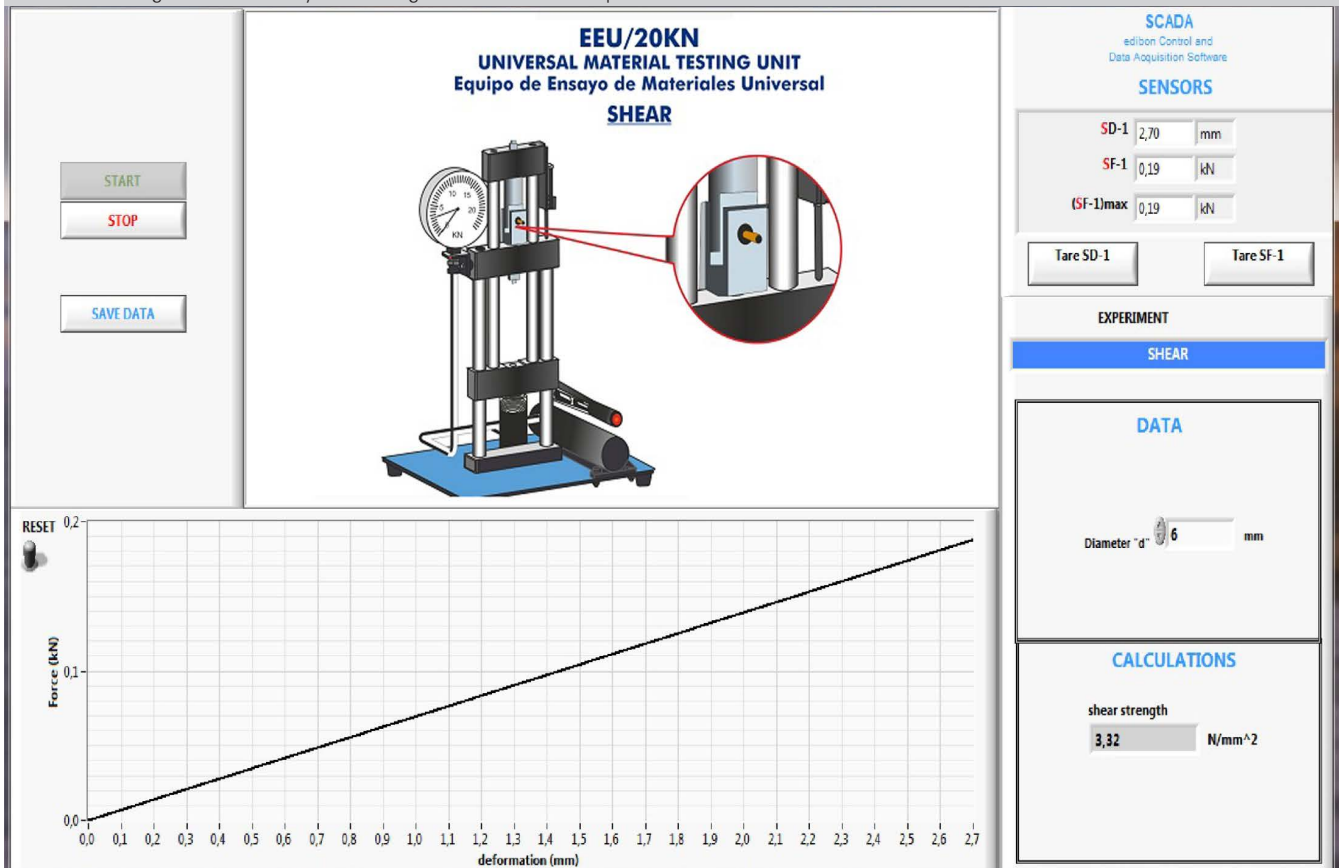 EEU/20KN
UNIVERSAL MATERIAL TESTING UNIT
Equipo de Ensayo de Materiales Universal
SHEAR
START
STOP
SAVE DATA
5
10
15
20
KN
SCADA
edibon Control and
Data Acquisition Software
SENSORS
SD-1 2,70 mm
SF-1 0,19 kN
(SF-1)max 0,19 kN
Tare SD-1 Tare SF-1
EXPERIMENT
SHEAR
DATA
Diameter "d" 6 mm
CALCULATIONS
shear strength
3,32 N/mm^2
RESET
Force (kN)
0,2
0,1
0,0
0,0 0,1 0,2 0,3 0,4 0,5 0,6 0,7 0,8 0,9 1,0 1,1 1,2 1,3 1,4 1,5 1,6 1,7 1,8 1,9 2,0 2,1 2,2 2,3 2,4 2,5 2,6 2,7
deformation (mm)